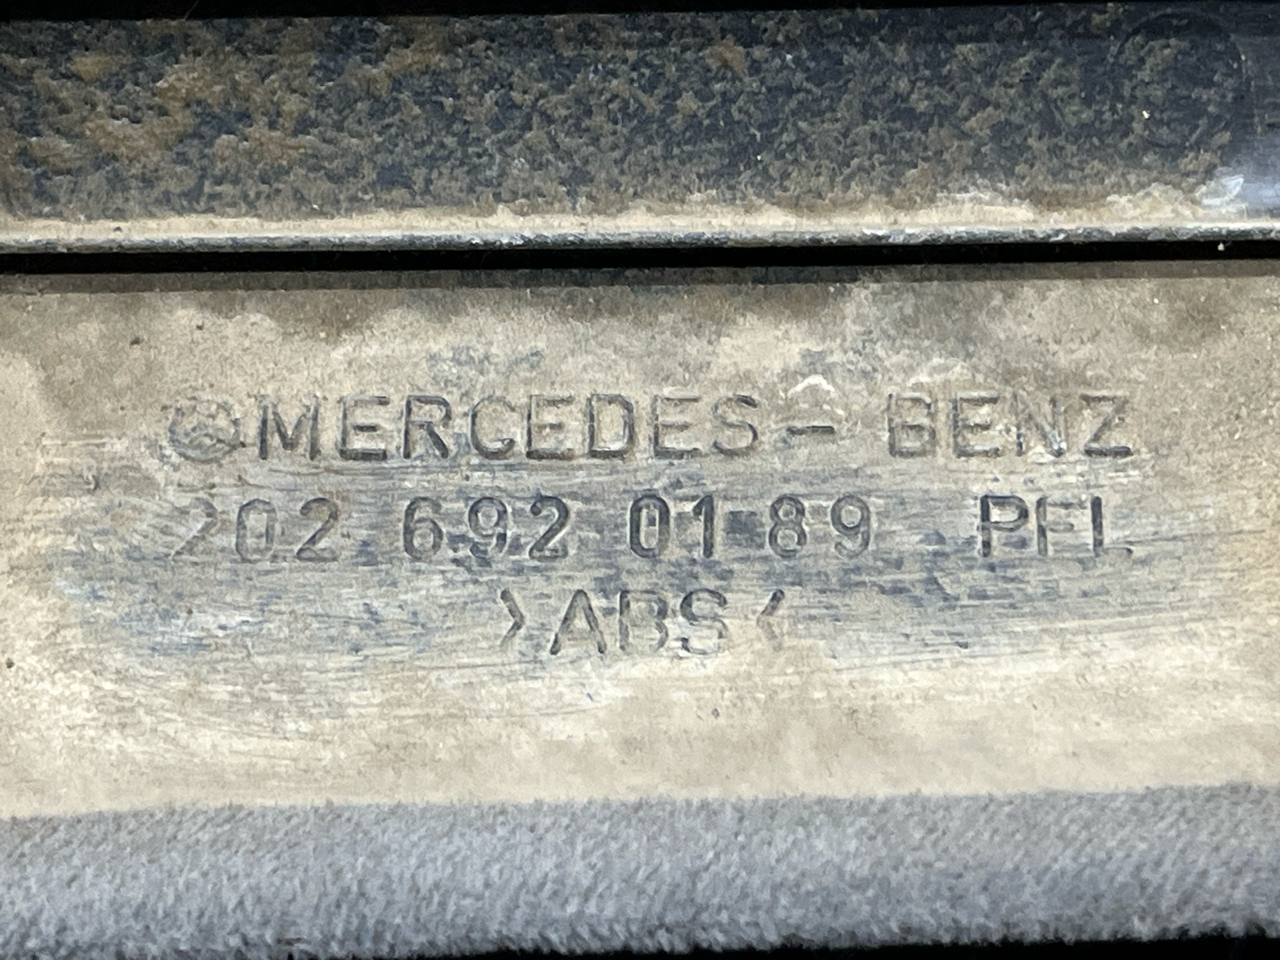 MERCEDES - BENZ
202 692 01 89 PFL
>ABS<